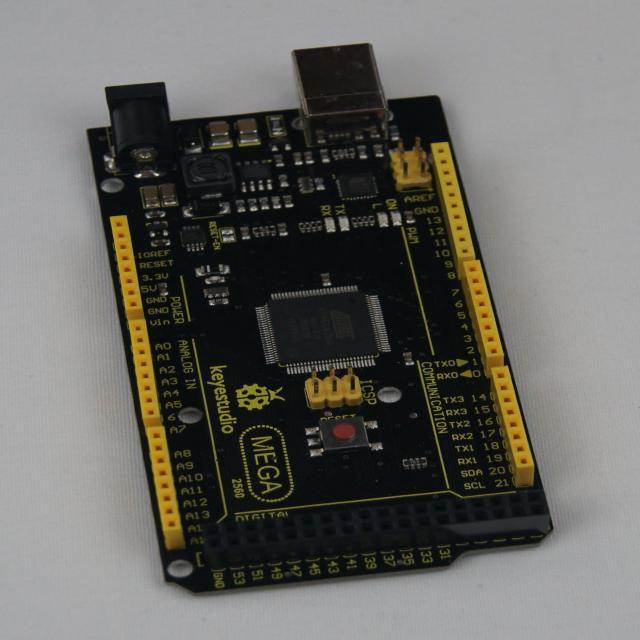 IOREF
RESET
3.3V
5V
GND
GND
Vin
POWER
A0
A1
A2
A3
A4
A5
A7
ANALOG IN
A8
A9
A10
A11
A12
A13
RX
TX
L
ON
AREF
GND
13
12
11
10
9
8
PWM
7
6
5
4
3
2
TXD 1
RXD 0
COMMUNICATION
TX3 14
RX3 15
TX2 16
RX2 17
TX1 18
RX1 19
SDA 20
SCL 21
ICSP
RESET
keyestudio
MEGA
2560
DIGITAL
GND
53
51
49
47
45
43
41
39
37
35
33
31